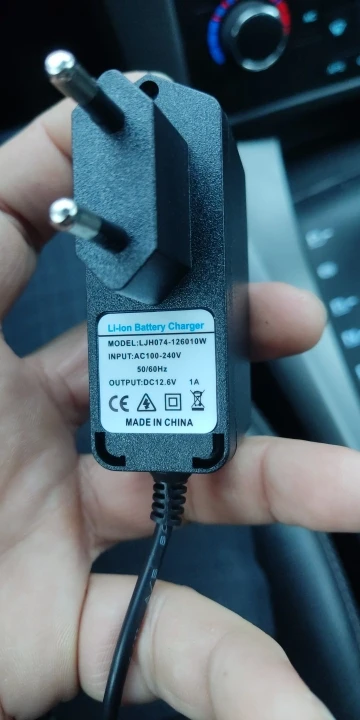 Li-Ion Battery Charger
MODEL:LJH074-126010W
INPUT:AC100-240V
50/60Hz
OUTPUT:DC12.6V 1A
CE
MADE IN CHINA